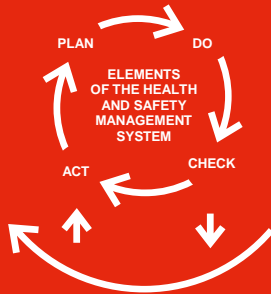 PLAN
DO
ELEMENTS
OF THE HEALTH
AND SAFETY
MANAGEMENT
SYSTEM
ACT
CHECK